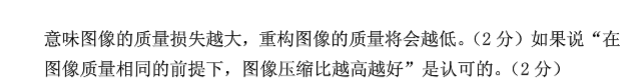 意味图像的质量损失越大，重构图像的质量将会越低。（2 分）如果说“在
图像质量相同的前提下，图像压缩比越高越好”是认可的。（2 分）